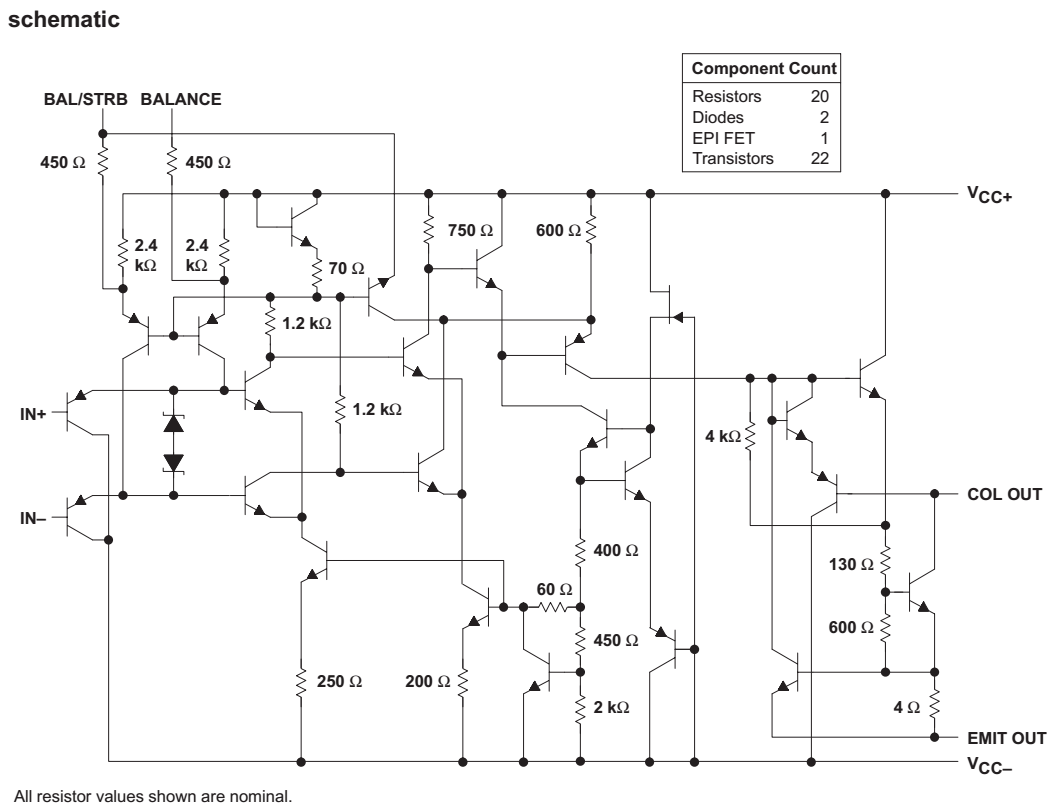 schematic
Component Count
Resistors 20
Diodes 2
EPI FET 1
Transistors 22
BAL/STRB BALANCE
450 Ω 450 Ω
VCC+
2.4 kΩ
2.4 kΩ
70 Ω
750 Ω
600 Ω
1.2 kΩ
1.2 kΩ
IN+
4 kΩ
COL OUT
IN–
400 Ω
130 Ω
60 Ω
450 Ω
600 Ω
250 Ω
200 Ω
2 kΩ
4 Ω
EMIT OUT
VCC–
All resistor values shown are nominal.